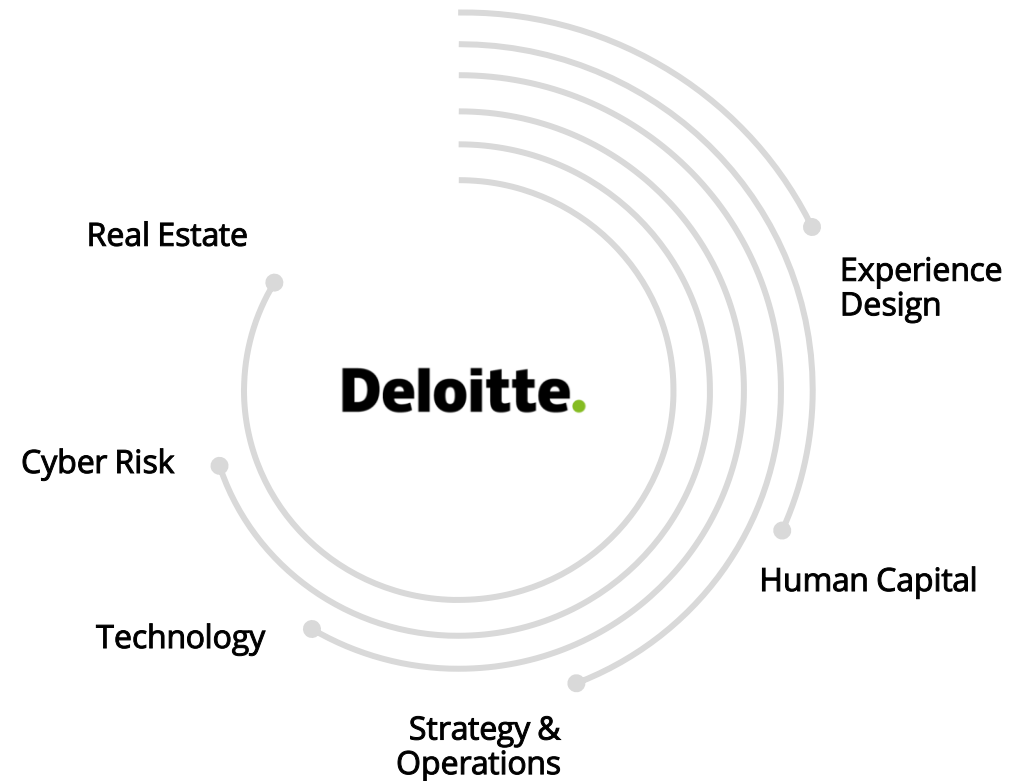 Real Estate
Experience
Design
Deloitte.
Cyber Risk
Human Capital
Technology
Strategy &
Operations